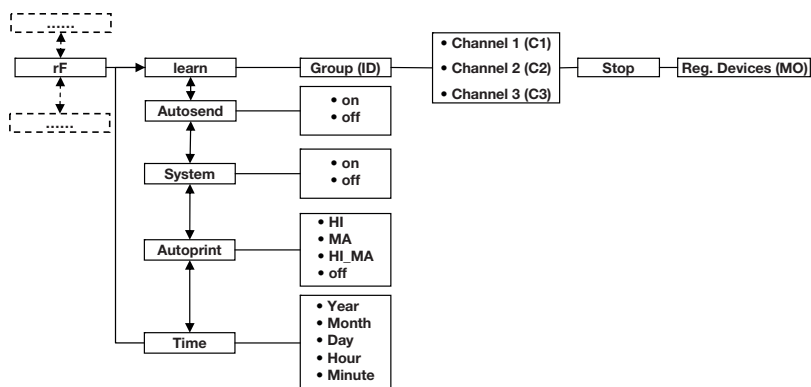 ......
rF
......
learn
Group (ID)
• Channel 1 (C1)
• Channel 2 (C2)
• Channel 3 (C3)
Stop
Reg. Devices (MO)
Autosend
• on
• off
System
• on
• off
Autoprint
• HI
• MA
• HI_MA
• off
Time
• Year
• Month
• Day
• Hour
• Minute